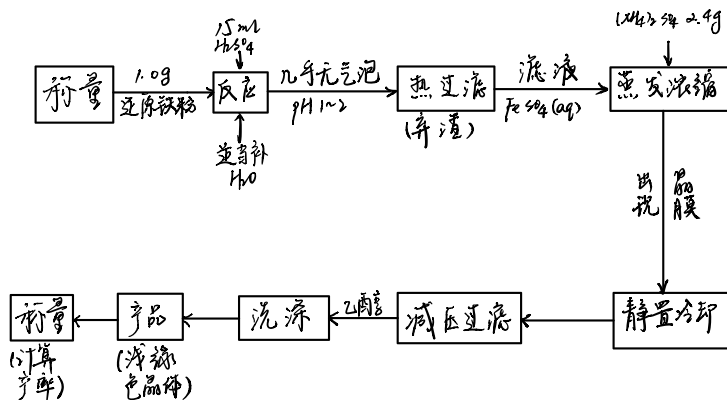 称量
1.0g
还原铁粉
15ml
H₂SO₄
反应
适当补
H₂O
几乎无气泡
pH 1~2
热过滤
(弃渣)
滤液
FeSO₄(aq)
(NH₄)₂SO₄ 2.4g
蒸发浓缩
出现
晶膜
静置冷却
减压过滤
乙醇
洗涤
产品
(浅绿
色晶体)
称量
(计算
产率)